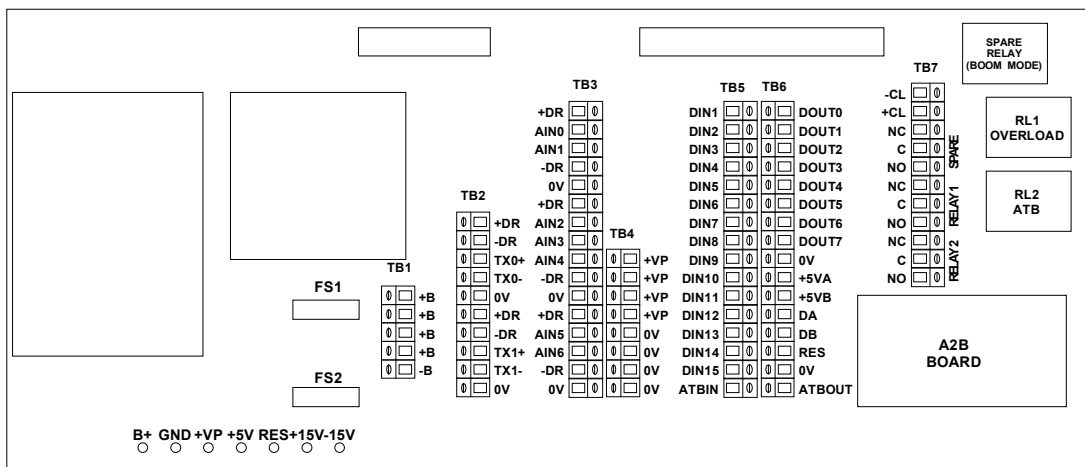 SPARE
RELAY
(BOOM MODE)
RL1
OVERLOAD
RL2
ATB
A2B
BOARD
FS1
FS2
TB1
+B
+B
+B
+B
-B
TB2
+DR
-DR
TX0+
TX0-
0V
+DR
-DR
TX1+
TX1-
0V
TB3
+DR
AIN0
AIN1
-DR
0V
+DR
AIN2
AIN3
AIN4
-DR
0V
+DR
AIN5
AIN6
-DR
0V
TB4
+VP
+VP
+VP
+VP
0V
0V
0V
0V
TB5
DIN1
DIN2
DIN3
DIN4
DIN5
DIN6
DIN7
DIN8
DIN9
DIN10
DIN11
DIN12
DIN13
DIN14
DIN15
ATBIN
TB6
DOUT0
DOUT1
DOUT2
DOUT3
DOUT4
DOUT5
DOUT6
DOUT7
0V
+5VA
+5VB
DA
DB
RES
0V
ATBOUT
TB7
-CL
+CL
NC
C
NO
NC
C
NO
NC
C
NO
SPARE
RELAY 1
RELAY 2
B+ GND +VP +5V RES +15V -15V